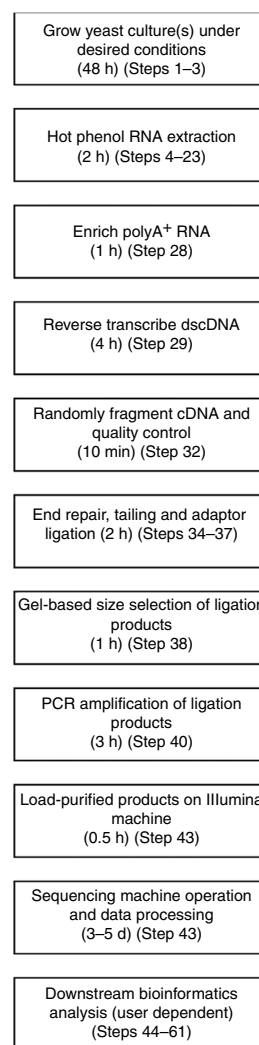 Grow yeast culture(s) under
desired conditions
(48 h) (Steps 1–3)
Hot phenol RNA extraction
(2 h) (Steps 4–23)
Enrich polyA+ RNA
(1 h) (Step 28)
Reverse transcribe dscDNA
(4 h) (Step 29)
Randomly fragment cDNA and
quality control
(10 min) (Step 32)
End repair, tailing and adaptor
ligation (2 h) (Steps 34–37)
Gel-based size selection of ligation
products
(1 h) (Step 38)
PCR amplification of ligation
products
(3 h) (Step 40)
Load-purified products on Illumina
machine
(0.5 h) (Step 43)
Sequencing machine operation
and data processing
(3–5 d) (Step 43)
Downstream bioinformatics
analysis (user dependent)
(Steps 44–61)